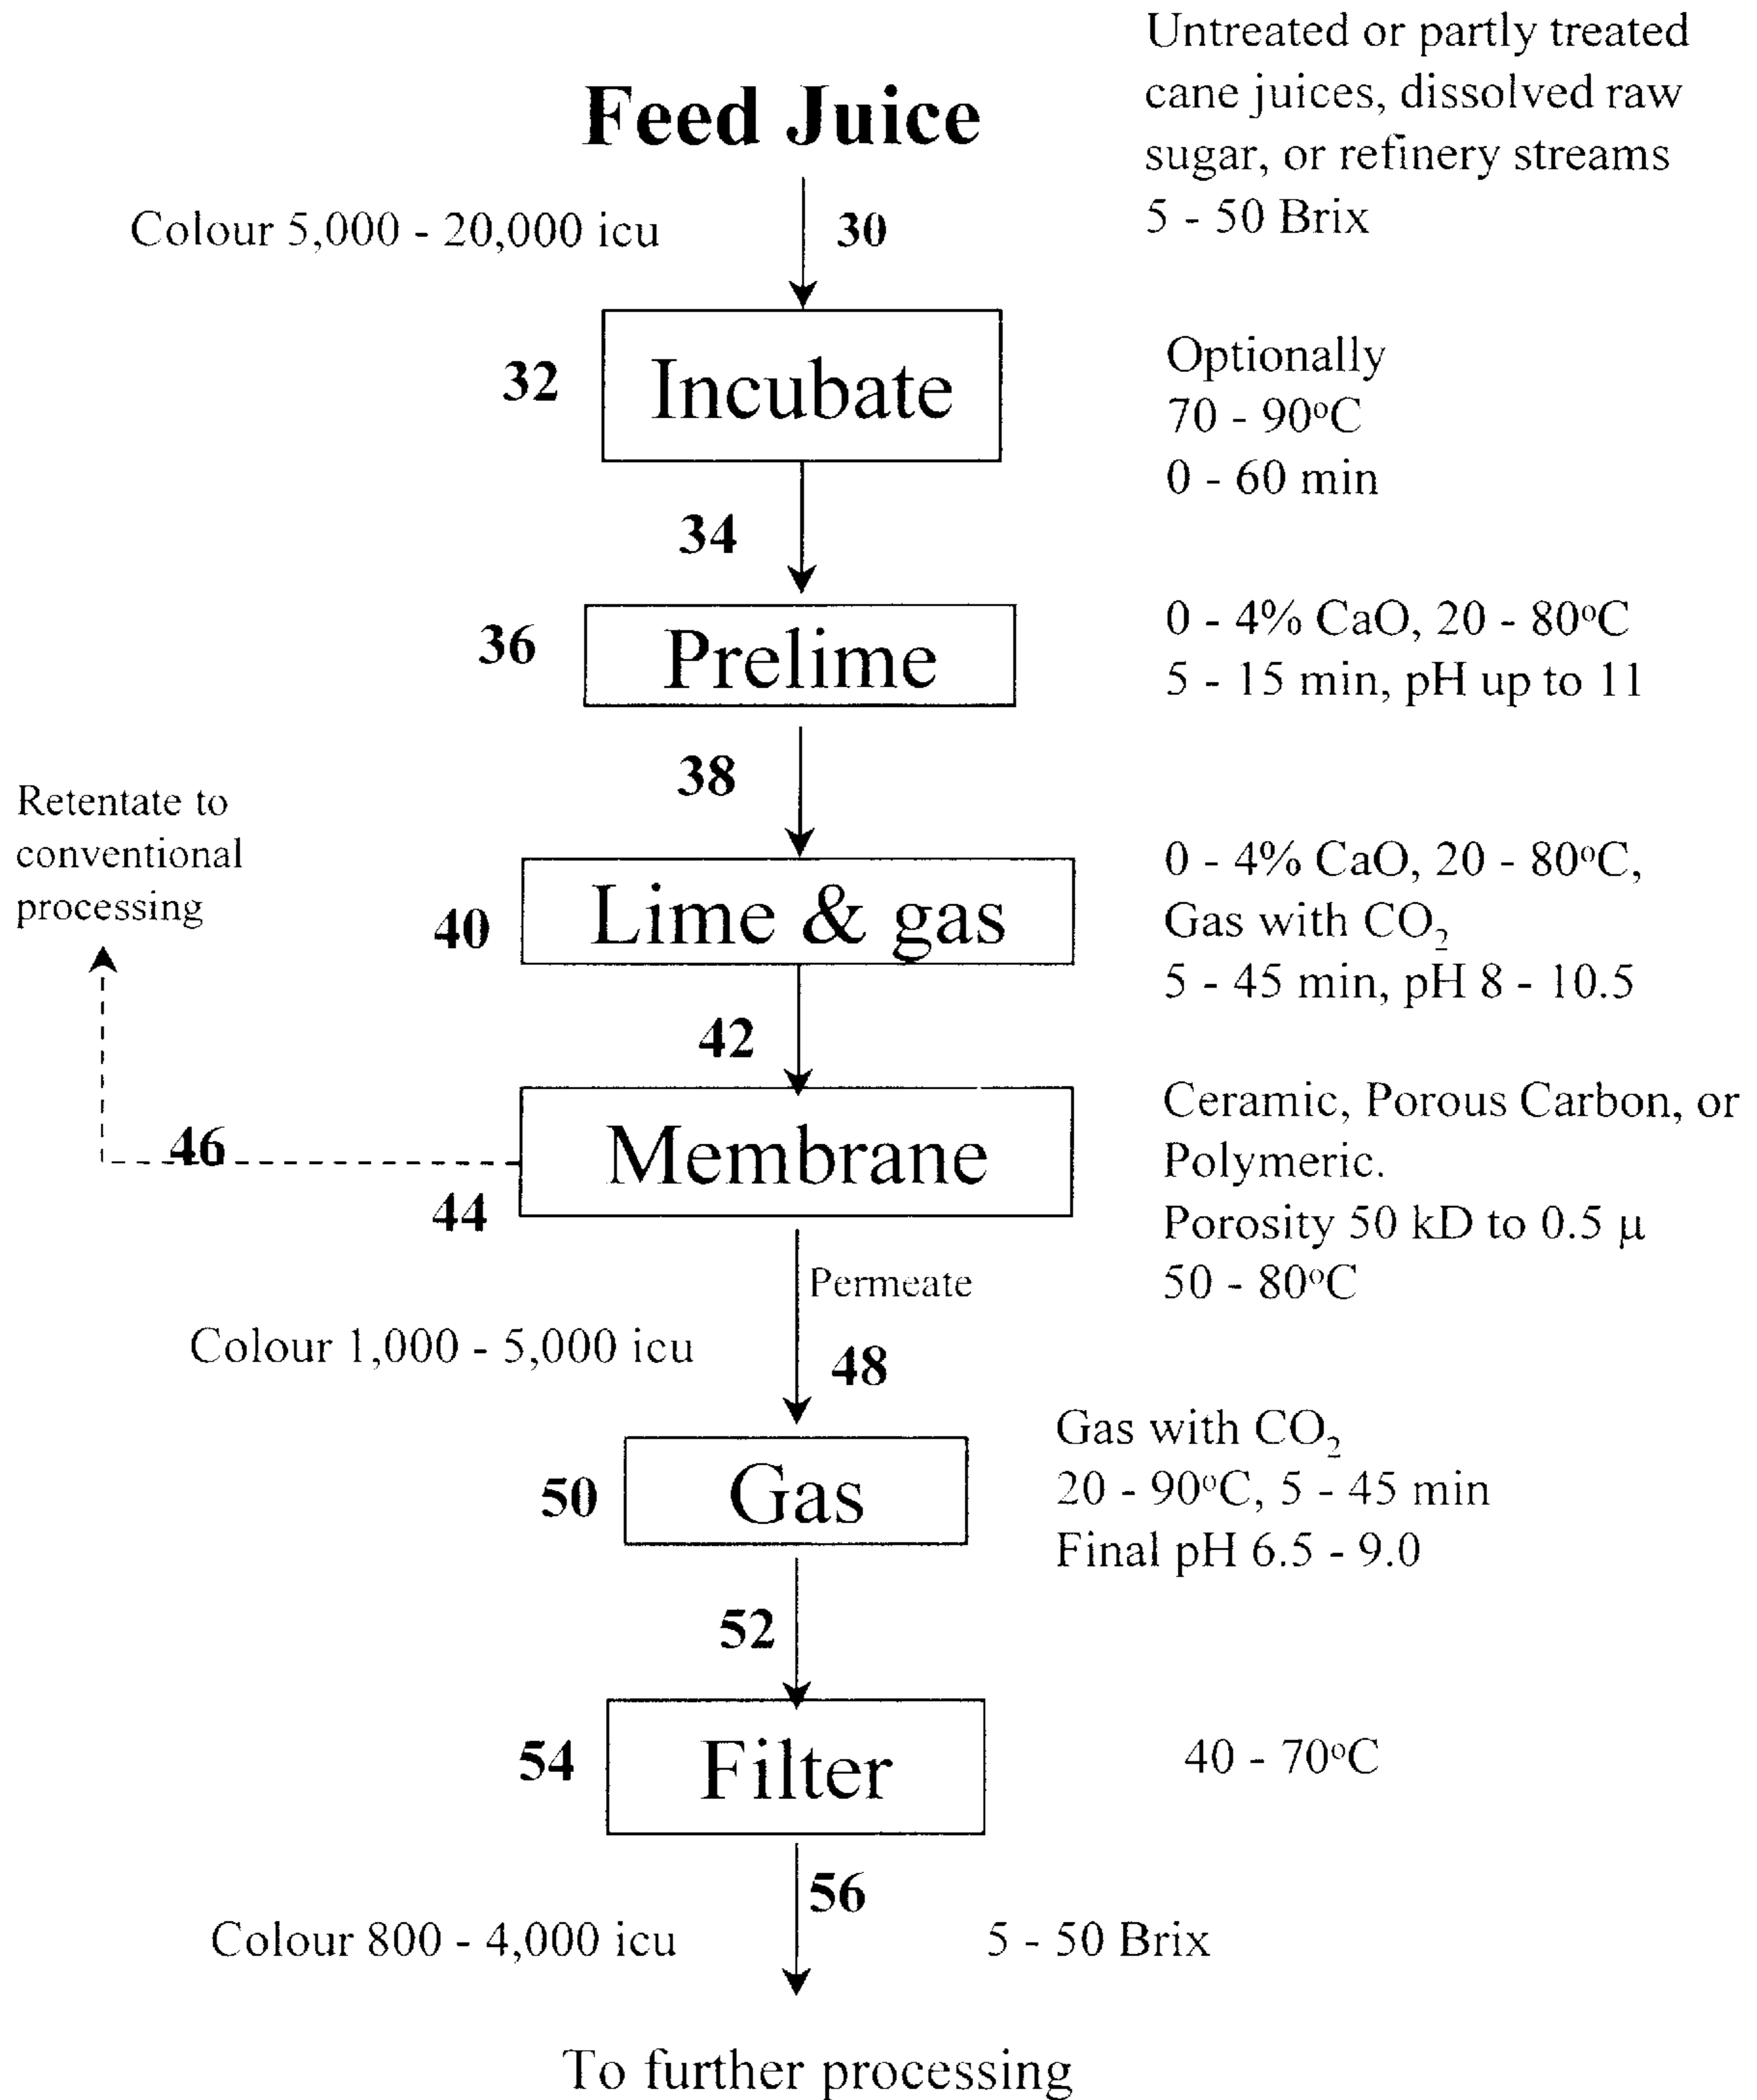 Untreated or partly treated
cane juices, dissolved raw
sugar, or refinery streams
5 - 50 Brix
Feed Juice
Colour 5,000 - 20,000 icu
30
32
Incubate
Optionally
70 - 90°C
0 - 60 min
34
36
Prelime
0 - 4% CaO, 20 - 80°C
5 - 15 min, pH up to 11
38
Retentate to
conventional
processing
40
Lime & gas
0 - 4% CaO, 20 - 80°C,
Gas with CO₂
5 - 45 min, pH 8 - 10.5
42
46
44
Membrane
Ceramic, Porous Carbon, or
Polymeric.
Porosity 50 kD to 0.5 μ
50 - 80°C
Permeate
Colour 1,000 - 5,000 icu
48
50
Gas
Gas with CO₂
20 - 90°C, 5 - 45 min
Final pH 6.5 - 9.0
52
54
Filter
40 - 70°C
56
Colour 800 - 4,000 icu
5 - 50 Brix
To further processing